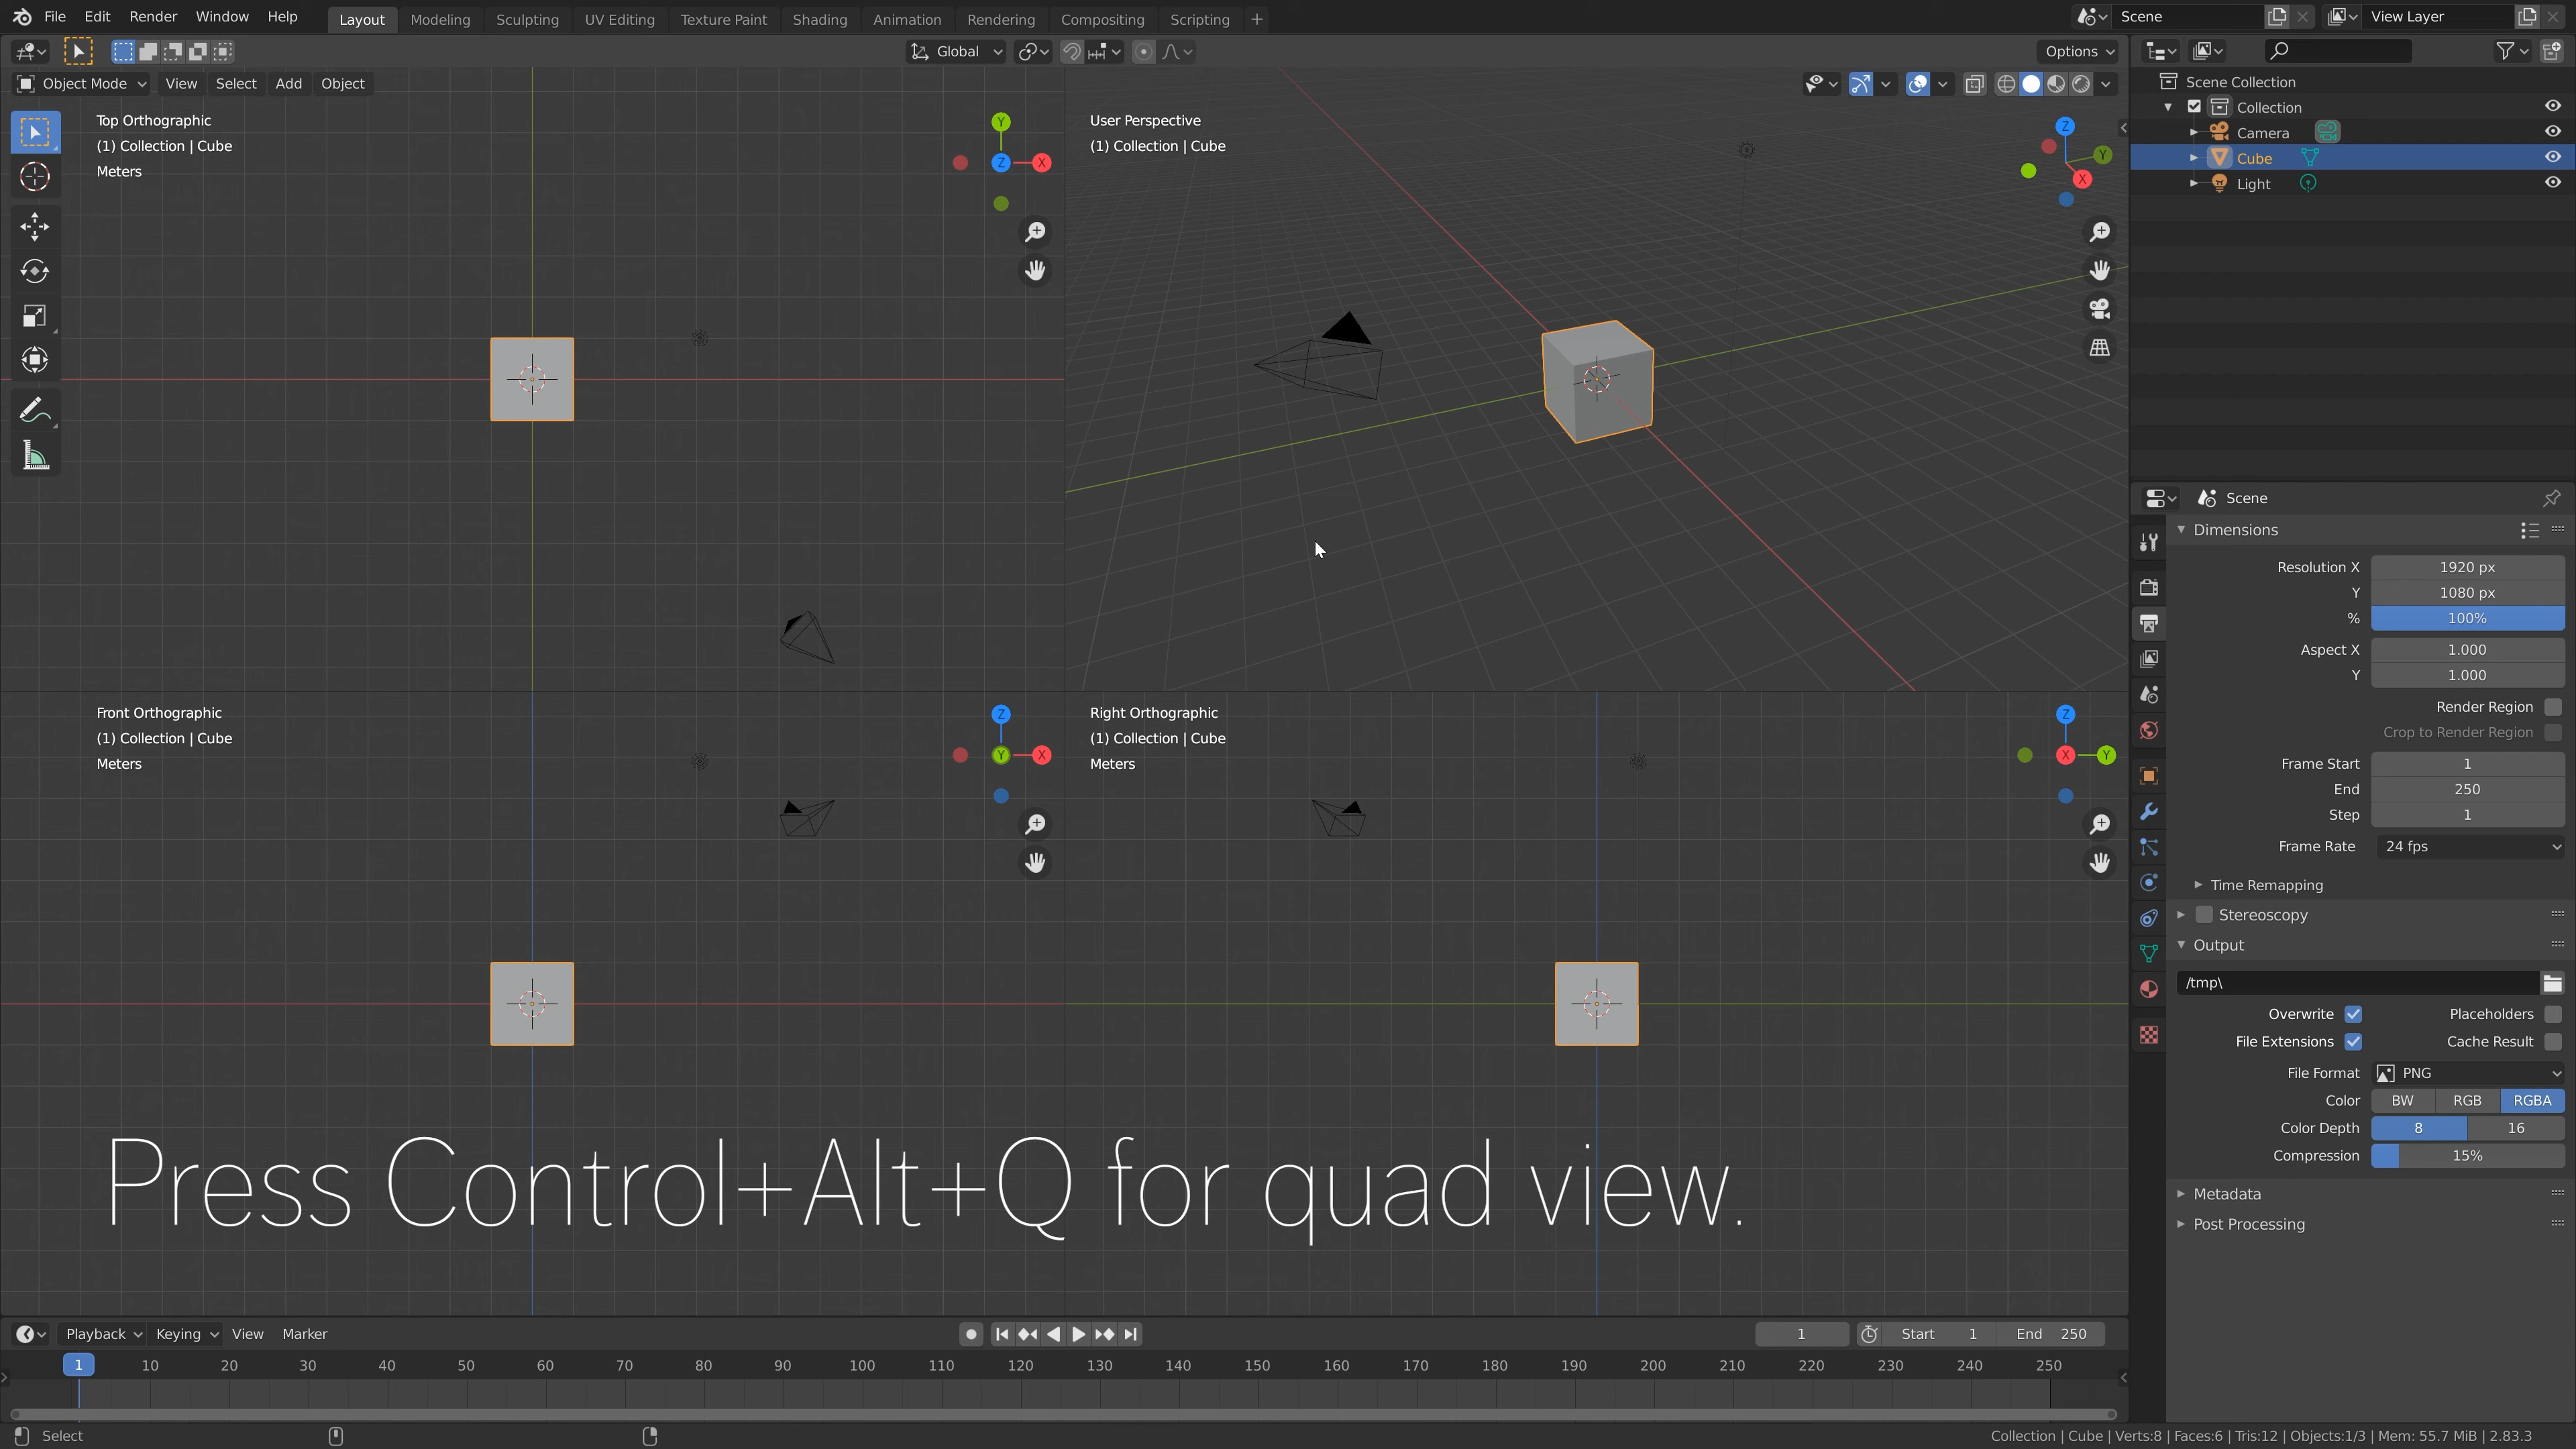 File Edit Render Window Help Layout Modeling Sculpting UV Editing Texture Paint Shading Animation Rendering Compositing Scripting + Scene View Layer
Global Options
Object Mode View Select Add Object
Top Orthographic
(1) Collection | Cube
Meters
Y
Z
X
User Perspective
(1) Collection | Cube
Z
Y
X
Scene Collection
Collection
Camera
Cube
Light
Scene
Dimensions
Resolution X 1920 px
Y 1080 px
% 100%
Aspect X 1.000
Y 1.000
Render Region
Crop to Render Region
Frame Start 1
End 250
Step 1
Frame Rate 24 fps
Time Remapping
Stereoscopy
Output
/tmp\
Overwrite Placeholders
File Extensions Cache Result
File Format PNG
Color BW RGB RGBA
Color Depth 8 16
Compression 15%
Metadata
Post Processing
Front Orthographic
(1) Collection | Cube
Meters
Z
Y
X
Right Orthographic
(1) Collection | Cube
Meters
Z
X
Y
Press Control+Alt+Q for quad view.
Playback Keying View Marker 1 Start 1 End 250
1 10 20 30 40 50 60 70 80 90 100 110 120 130 140 150 160 170 180 190 200 210 220 230 240 250
Select
Collection | Cube | Verts:8 | Faces:6 | Tris:12 | Objects:1/3 | Mem: 55.7 MiB | 2.83.3